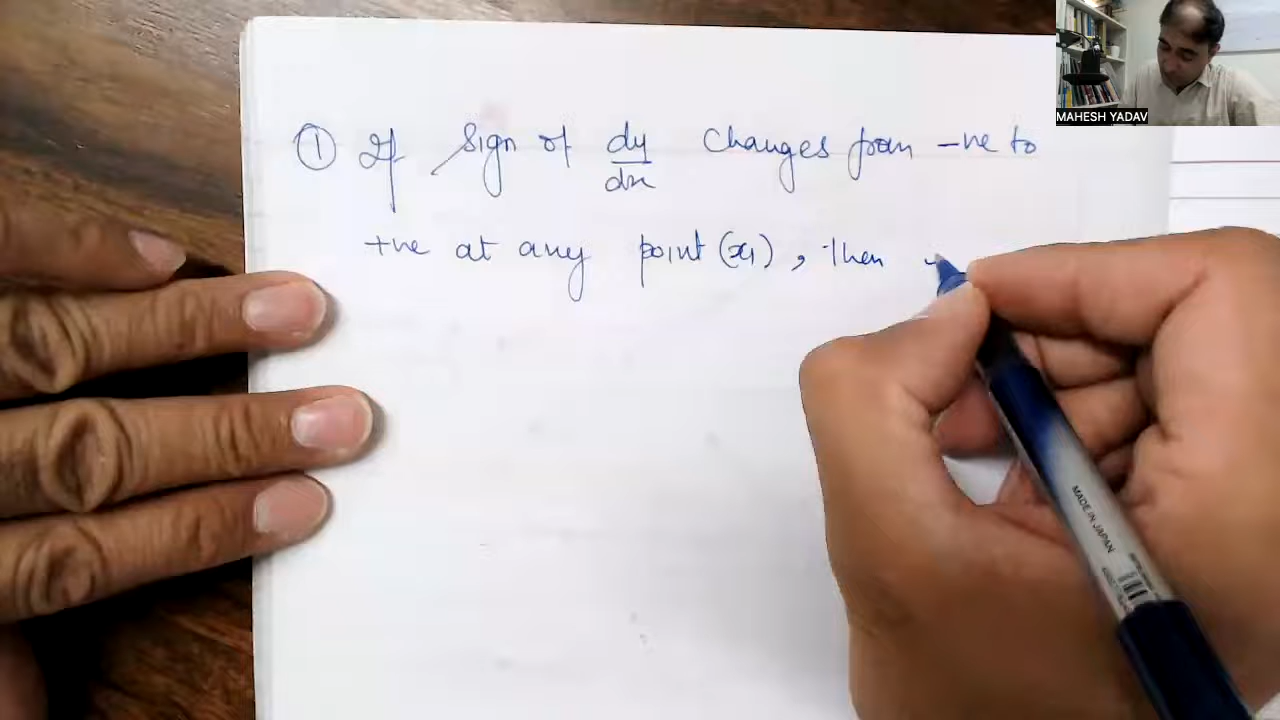 MAHESH YADAV
① If sign of dy/dx changes from -ve to
+ve at any point (x1), then
MADE IN JAPAN